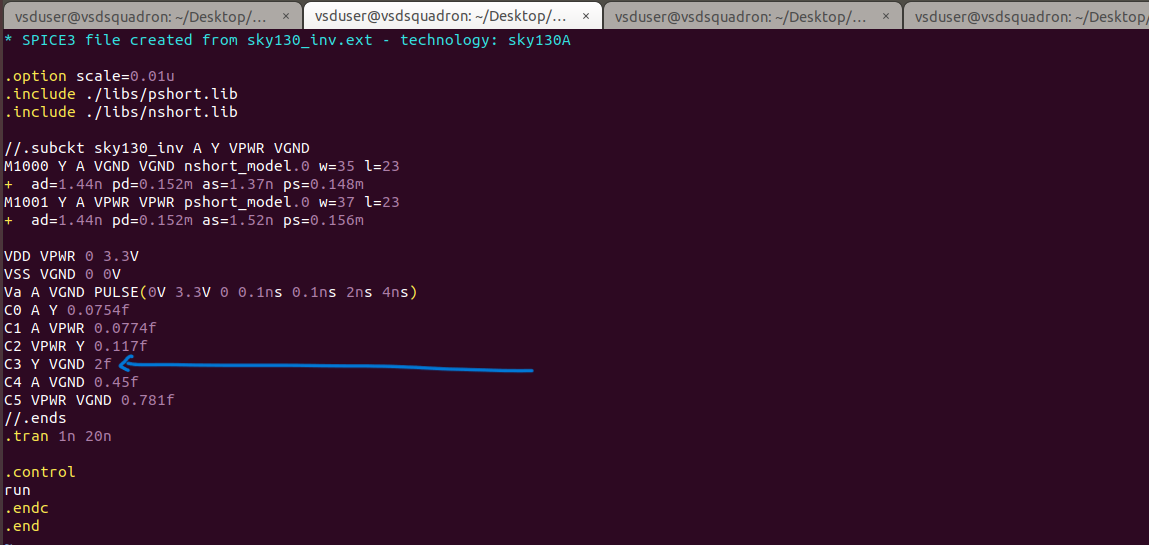 vsduser@vsdsquadron: ~/Desktop/... × vsduser@vsdsquadron: ~/Desktop/... × vsduser@vsdsquadron: ~/Desktop/... × vsduser@vsdsquadron: ~/Desktop/
* SPICE3 file created from sky130_inv.ext - technology: sky130A
.option scale=0.01u
.include ./libs/pshort.lib
.include ./libs/nshort.lib
//.subckt sky130_inv A Y VPWR VGND
M1000 Y A VGND VGND nshort_model.0 w=35 l=23
+  ad=1.44n pd=0.152m as=1.37n ps=0.148m
M1001 Y A VPWR VPWR pshort_model.0 w=37 l=23
+  ad=1.44n pd=0.152m as=1.52n ps=0.156m
VDD VPWR 0 3.3V
VSS VGND 0 0V
Va A VGND PULSE(0V 3.3V 0 0.1ns 0.1ns 2ns 4ns)
C0 A Y 0.0754f
C1 A VPWR 0.0774f
C2 VPWR Y 0.117f
C3 Y VGND 2f
C4 A VGND 0.45f
C5 VPWR VGND 0.781f
//.ends
.tran 1n 20n
.control
run
.endc
.end